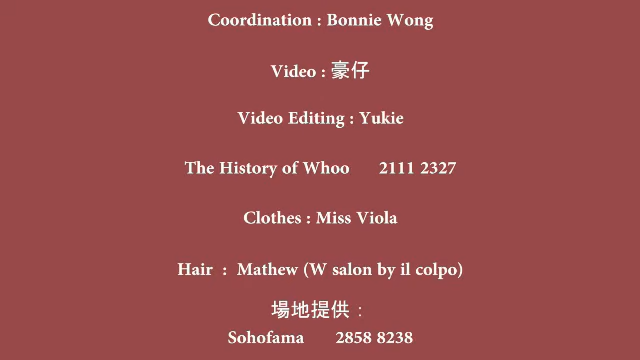 Coordination : Bonnie Wong
Video : 豪仔
Video Editing : Yukie
The History of Whoo 2111 2327
Clothes : Miss Viola
Hair : Mathew (W salon by il colpo)
場地提供：
Sohofama 2858 8238